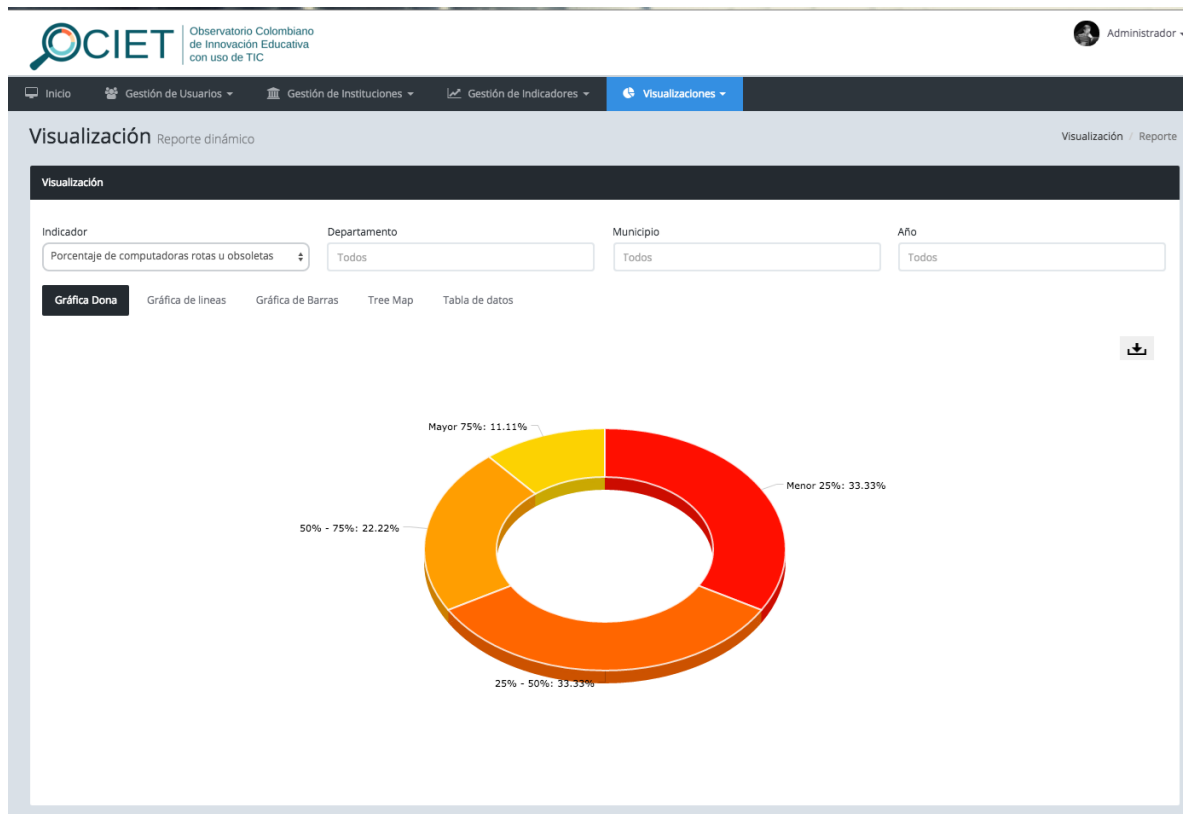 OCIET
Observatorio Colombiano
de Innovación Educativa
con uso de TIC
Administrador
Inicio
Gestión de Usuarios
Gestión de Instituciones
Gestión de Indicadores
Visualizaciones
Visualización Reporte dinámico
Visualización / Reporte
Visualización
Indicador
Departamento
Municipio
Año
Porcentaje de computadoras rotas u obsoletas
Todos
Todos
Todos
Gráfica Dona
Gráfica de lineas
Gráfica de Barras
Tree Map
Tabla de datos
Mayor 75%: 11.11%
Menor 25%: 33.33%
50% - 75%: 22.22%
25% - 50%: 33.33%